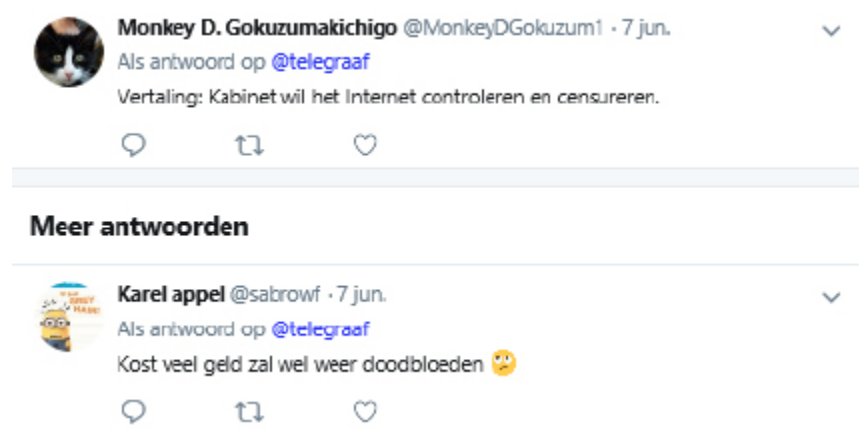 Monkey D. Gokuzumakichigo @MonkeyDGokuzum1 · 7 jun.
Als antwoord op @telegraaf
Vertaling: Kabinet wil het Internet controleren en censureren.
Meer antwoorden
Karel appel @sabrowf · 7 jun.
Als antwoord op @telegraaf
Kost veel geld zal wel weer doodbloeden 🙄